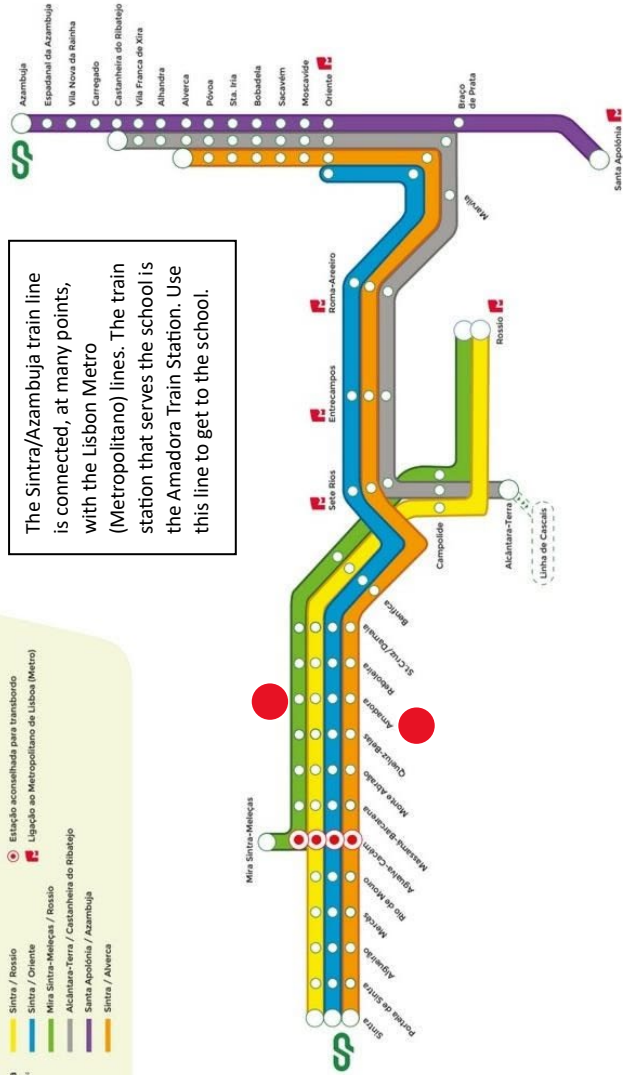 Sintra / Rossio
Sintra / Oriente
Mira Sintra-Meleças / Rossio
Alcântara-Terra / Castanheira do Ribatejo
Santa Apolónia / Azambuja
Sintra / Alverca
Estação aconselhada para transbordo
Ligação ao Metropolitano de Lisboa (Metro)
The Sintra/Azambuja train line
is connected, at many points,
with the Lisbon Metro
(Metropolitano) lines. The train
station that serves the school is
the Amadora Train Station. Use
this line to get to the school.
Azambuja
Espadanal da Azambuja
Vila Nova da Rainha
Carregado
Castanheira do Ribatejo
Vila Franca de Xira
Alhandra
Alverca
Póvoa
Sta. Iria
Bobadela
Sacavém
Moscavide
Oriente
Braço
de Prata
Santa Apolónia
Marvila
Roma-Areeiro
Entrecampos
Sete Rios
Rossio
Campolide
Alcântara-Terra
Linha de Cascais
Benfica
St.Cruz/Damaia
Reboleira
Amadora
Queluz-Belas
Monte Abraão
Massamá-Barcarena
Agualva-Cacém
Mira Sintra-Meleças
Rio de Mouro
Mercês
Algueirão
Portela de Sintra
Sintra